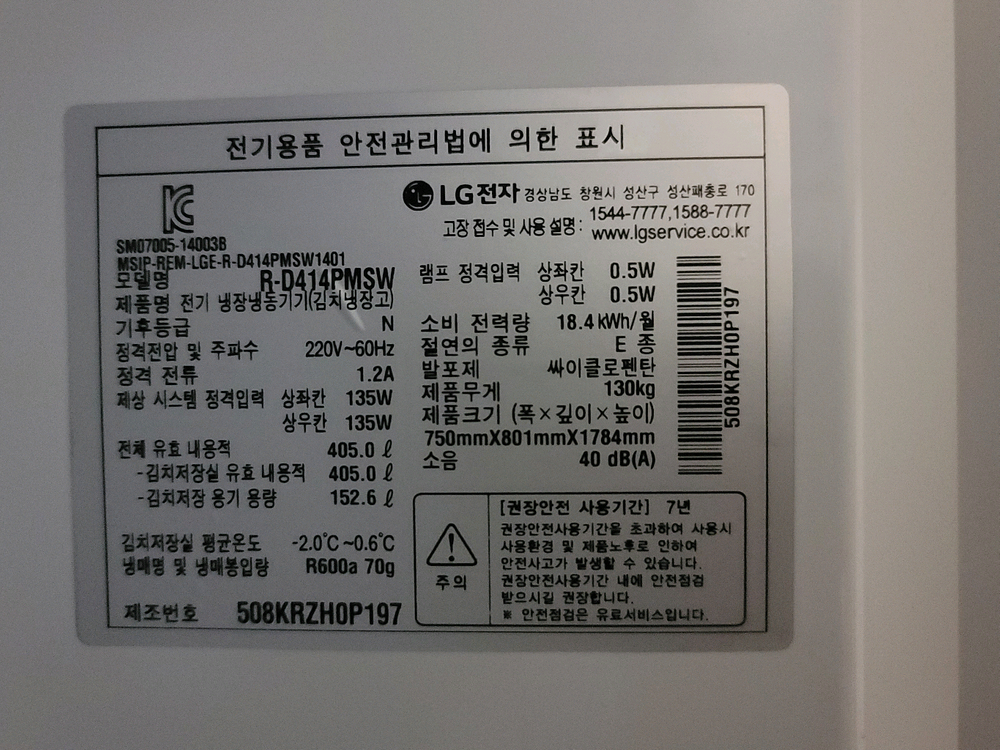 전기용품 안전관리법에 의한 표시
SM07005-14003B
MSIP-REM-LGE-R-D414PMSW1401
모델명 R-D414PMSW
제품명 전기 냉장냉동기기(김치냉장고)
기후등급 N
정격전압 및 주파수 220V~60Hz
정격 전류 1.2A
제상 시스템 정격입력 상좌칸 135W
상우칸 135W
전체 유효 내용적 405.0 ℓ
-김치저장실 유효 내용적 405.0 ℓ
-김치저장 용기 용량 152.6 ℓ
김치저장실 평균온도 -2.0℃~0.6℃
냉매명 및 냉매봉입량 R600a 70g
제조번호 508KRZH0P197
LG전자 경상남도 창원시 성산구 성산패총로 170
고장 접수 및 사용 설명: 1544-7777,1588-7777
www.lgservice.co.kr
램프 정격입력 상좌칸 0.5W
상우칸 0.5W
소비 전력량 18.4kWh/월
절연의 종류 E 종
발포제 싸이클로펜탄
제품무게 130kg
제품크기 (폭×깊이×높이)
750mmX801mmX1784mm
소음 40 dB(A)
508KRZH0P197
주의
[권장안전 사용기간] 7년
권장안전사용기간을 초과하여 사용시
사용환경 및 제품노후로 인하여
안전사고가 발생할 수 있습니다.
권장안전사용기간 내에 안전점검
받으시길 권장합니다.
※ 안전점검은 유료서비스입니다.